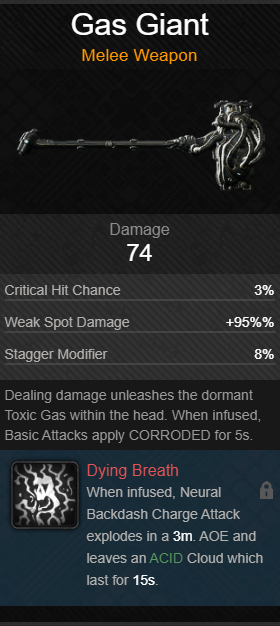 Gas Giant
Melee Weapon
Damage
74
Critical Hit Chance 3%
Weak Spot Damage +95%%
Stagger Modifier 8%
Dealing damage unleashes the dormant
Toxic Gas within the head. When infused,
Basic Attacks apply CORRODED for 5s.
Dying Breath
When infused, Neural
Backdash Charge Attack
explodes in a 3m. AOE and
leaves an ACID Cloud which
last for 15s.